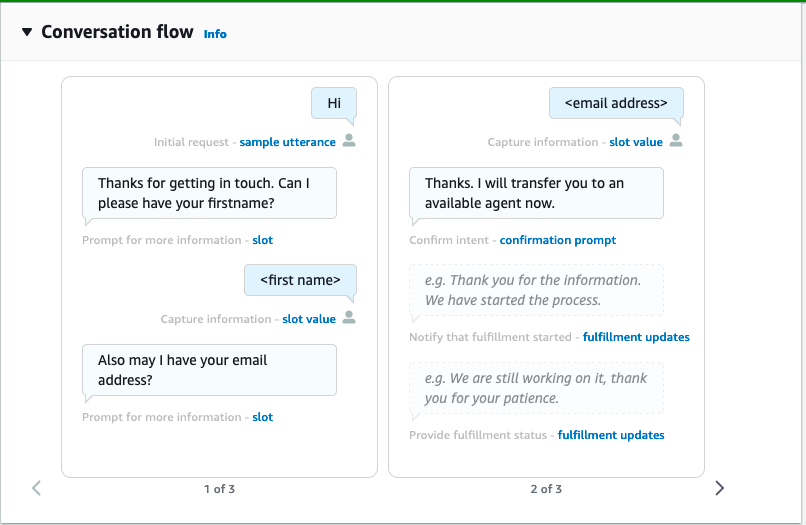 Conversation flow Info
Hi
Initial request - sample utterance
Thanks for getting in touch. Can I
please have your firstname?
Prompt for more information - slot
<first name>
Capture information - slot value
Also may I have your email
address?
Prompt for more information - slot
1 of 3
<email address>
Capture information - slot value
Thanks. I will transfer you to an
available agent now.
Confirm intent - confirmation prompt
e.g. Thank you for the information.
We have started the process.
Notify that fulfillment started - fulfillment updates
e.g. We are still working on it, thank
you for your patience.
Provide fulfillment status - fulfillment updates
2 of 3